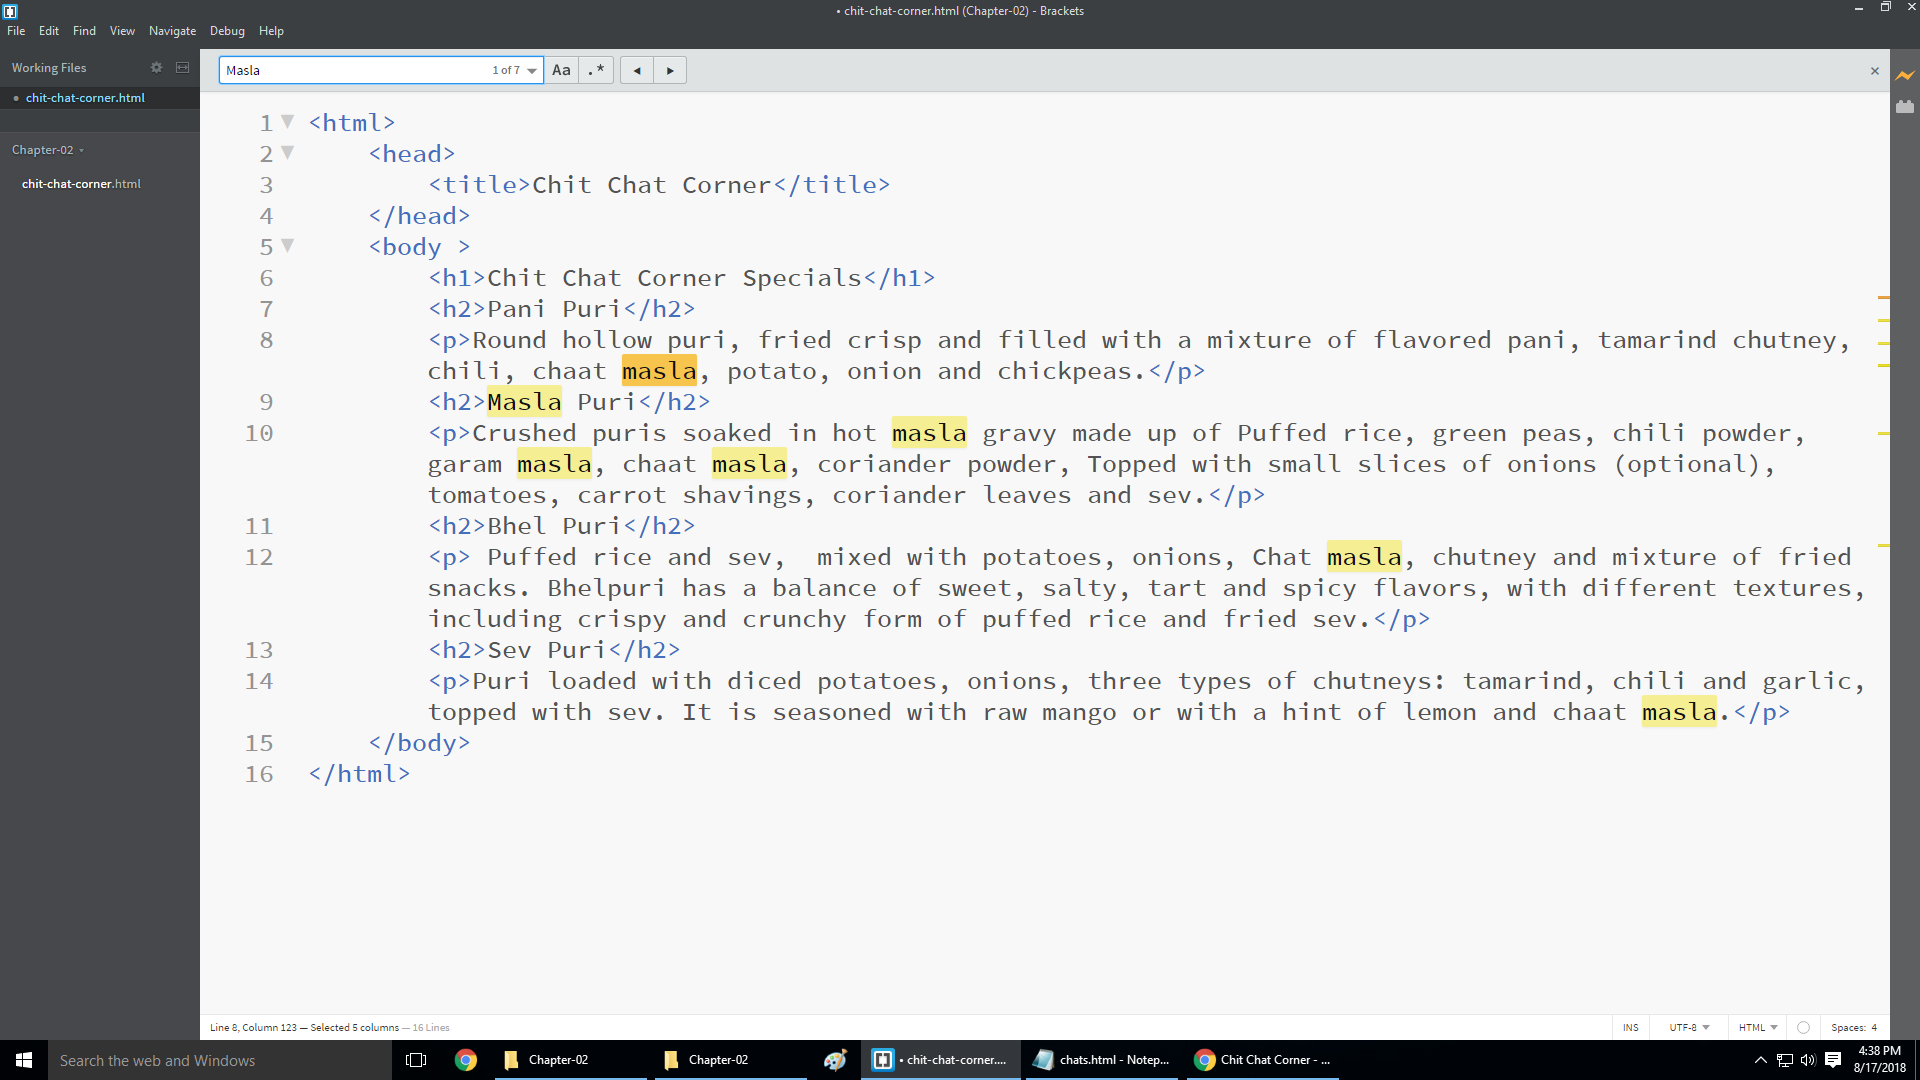 • chit-chat-corner.html (Chapter-02) - Brackets
File Edit Find View Navigate Debug Help
Working Files
• chit-chat-corner.html
Chapter-02
chit-chat-corner.html
Masla 1 of 7 Aa .*
1 <html>
2 <head>
3 <title>Chit Chat Corner</title>
4 </head>
5 <body >
6 <h1>Chit Chat Corner Specials</h1>
7 <h2>Pani Puri</h2>
8 <p>Round hollow puri, fried crisp and filled with a mixture of flavored pani, tamarind chutney,
chili, chaat masla, potato, onion and chickpeas.</p>
9 <h2>Masla Puri</h2>
10 <p>Crushed puris soaked in hot masla gravy made up of Puffed rice, green peas, chili powder,
garam masla, chaat masla, coriander powder, Topped with small slices of onions (optional),
tomatoes, carrot shavings, coriander leaves and sev.</p>
11 <h2>Bhel Puri</h2>
12 <p> Puffed rice and sev,  mixed with potatoes, onions, Chat masla, chutney and mixture of fried
snacks. Bhelpuri has a balance of sweet, salty, tart and spicy flavors, with different textures,
including crispy and crunchy form of puffed rice and fried sev.</p>
13 <h2>Sev Puri</h2>
14 <p>Puri loaded with diced potatoes, onions, three types of chutneys: tamarind, chili and garlic,
topped with sev. It is seasoned with raw mango or with a hint of lemon and chaat masla.</p>
15 </body>
16 </html>
Line 8, Column 123 — Selected 5 columns — 16 Lines
INS UTF-8 HTML Spaces: 4
Search the web and Windows
Chapter-02
Chapter-02
• chit-chat-corner....
chats.html - Notep...
Chit Chat Corner - ...
4:38 PM
8/17/2018